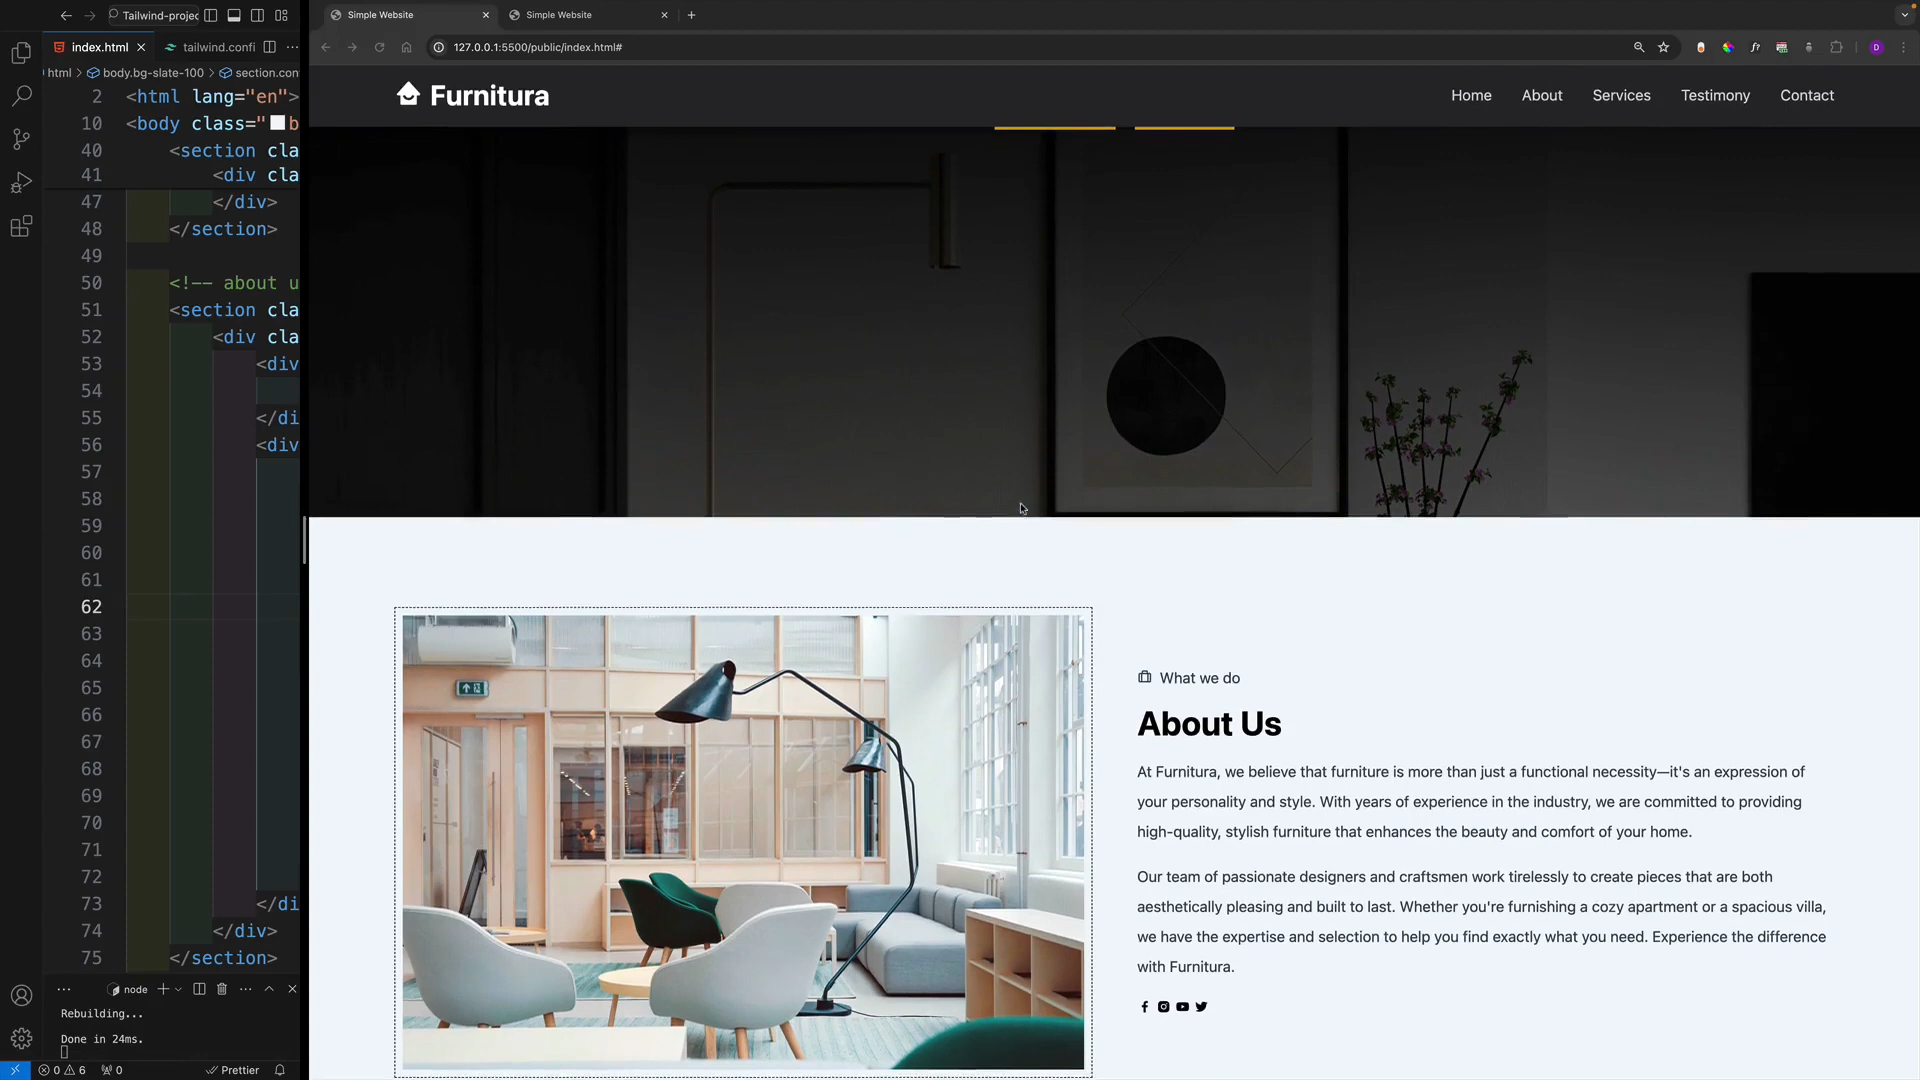 Tailwind-projec
Simple Website
Simple Website
index.html
tailwind.confi
127.0.0.1:5500/public/index.html#
html
body.bg-slate-100
section.con
2 <html lang="en">
10 <body class="b
40 <section cla
41 <div cla
47 </div>
48 </section>
49
50 <!-- about u
51 <section cla
52 <div cla
53 <div
54
55 </di
56 <div
57
58
59
60
61
62
63
64
65
66
67
68
69
70
71
72
73 </di
74 </div>
75 </section>
node
Rebuilding...
Done in 24ms.
0 6 0 Prettier
Furnitura
Home About Services Testimony Contact
What we do
About Us
At Furnitura, we believe that furniture is more than just a functional necessity—it's an expression of
your personality and style. With years of experience in the industry, we are committed to providing
high-quality, stylish furniture that enhances the beauty and comfort of your home.
Our team of passionate designers and craftsmen work tirelessly to create pieces that are both
aesthetically pleasing and built to last. Whether you're furnishing a cozy apartment or a spacious villa,
we have the expertise and selection to help you find exactly what you need. Experience the difference
with Furnitura.